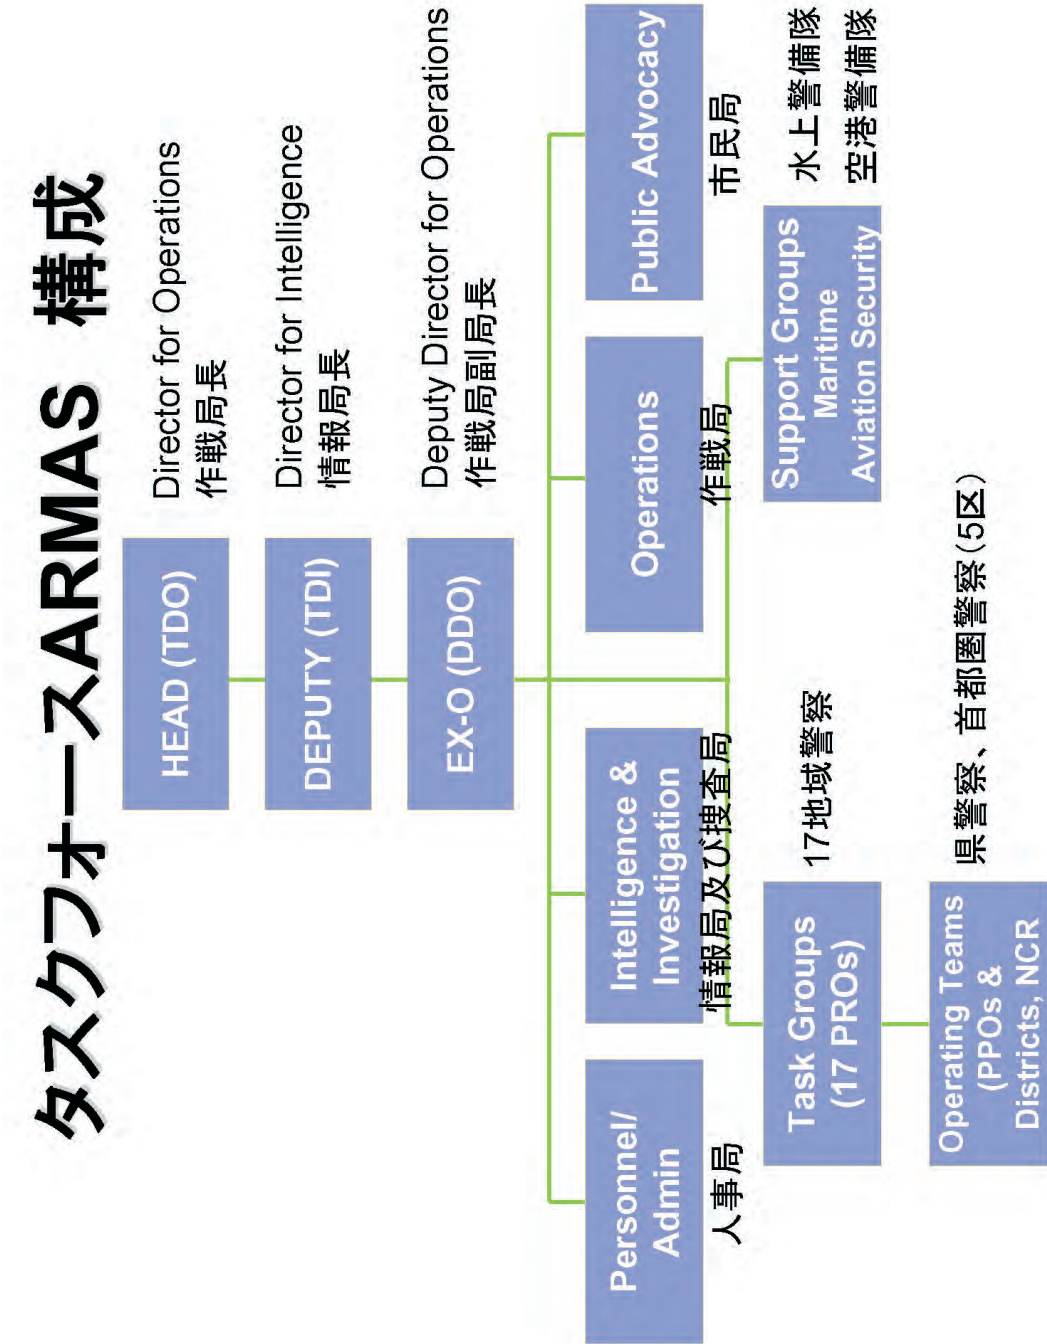 タスクフォースARMAS 構成
HEAD (TDO)
Director for Operations
作戦局長
DEPUTY (TDI)
Director for Intelligence
情報局長
EX-O (DDO)
Deputy Director for Operations
作戦局副局長
Personnel/
Admin
人事局
Intelligence &
Investigation
情報局及び捜査局
Operations
作戦局
Public Advocacy
市民局
Task Groups
(17 PROs)
17地域警察
Support Groups
Maritime
Aviation Security
水上警備隊
空港警備隊
Operating Teams
(PPOs &
Districts, NCR
県警察、首都圏警察(5区)